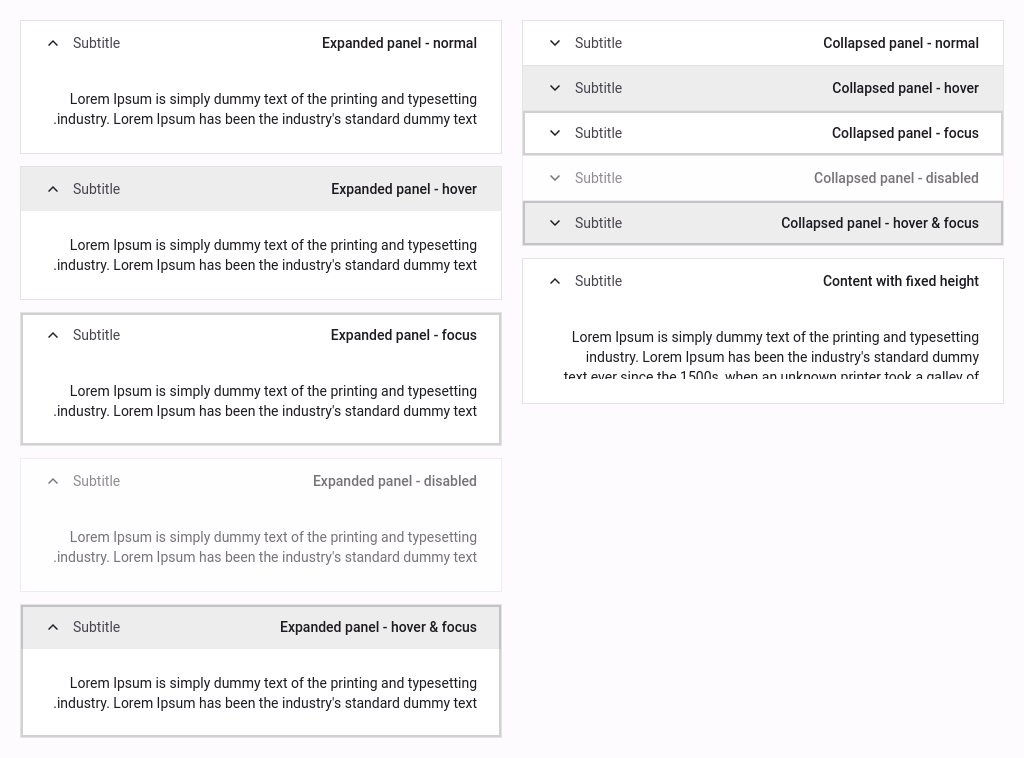 Subtitle
Expanded panel - normal
Lorem Ipsum is simply dummy text of the printing and typesetting
.industry. Lorem Ipsum has been the industry's standard dummy text
Subtitle
Expanded panel - hover
Lorem Ipsum is simply dummy text of the printing and typesetting
.industry. Lorem Ipsum has been the industry's standard dummy text
Subtitle
Expanded panel - focus
Lorem Ipsum is simply dummy text of the printing and typesetting
.industry. Lorem Ipsum has been the industry's standard dummy text
Subtitle
Expanded panel - disabled
Lorem Ipsum is simply dummy text of the printing and typesetting
.industry. Lorem Ipsum has been the industry's standard dummy text
Subtitle
Expanded panel - hover & focus
Lorem Ipsum is simply dummy text of the printing and typesetting
.industry. Lorem Ipsum has been the industry's standard dummy text
Subtitle
Collapsed panel - normal
Subtitle
Collapsed panel - hover
Subtitle
Collapsed panel - focus
Subtitle
Collapsed panel - disabled
Subtitle
Collapsed panel - hover & focus
Subtitle
Content with fixed height
Lorem Ipsum is simply dummy text of the printing and typesetting
industry. Lorem Ipsum has been the industry's standard dummy
text ever since the 1500s, when an unknown printer took a galley of